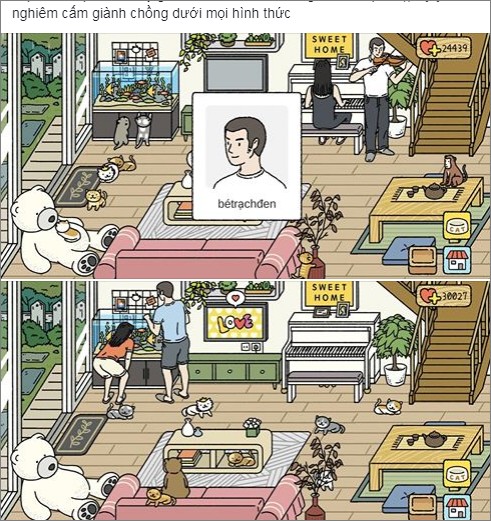 nghiêm cấm giành chồng dưới mọi hình thức
SWEET
HOME
24439
bétrạchđen
CAT
SWEET
HOME
30027
LOVE
CAT